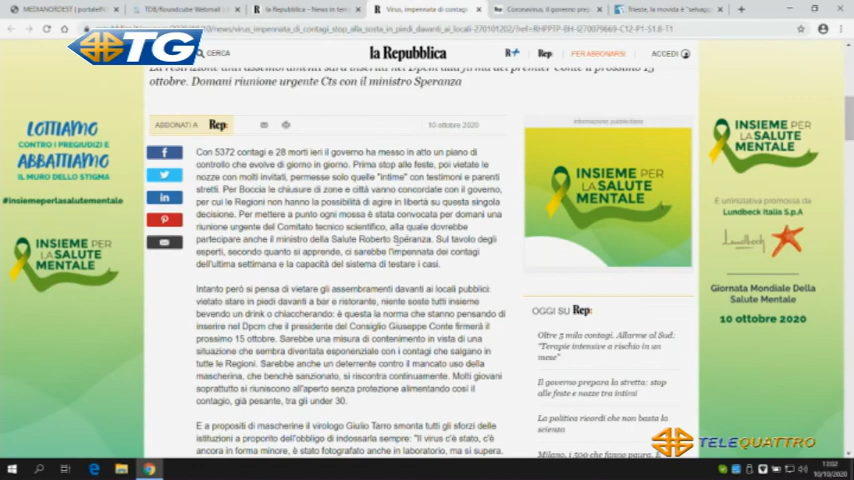 MEDIANORDEST | portaleE
TDB/Roundcube Webmail
la Repubblica - News in tem
Virus, impennata di contagi
Coronavirus, il governo pre
Trieste, la movida è "selvag
TG
CERCA
la Repubblica
R+
Rep:
PER ABBONARSI
ACCEDI
ottobre. Domani riunione urgente Cts con il ministro Speranza
ABBONATI A Rep:
10 ottobre 2020
Con 5372 contagi e 28 morti ieri il governo ha messo in atto un piano di
controllo che evolve di giorno in giorno. Prima stop alle feste, poi vietate le
nozze con molti invitati, permesse solo quelle "intime" con testimoni e parenti
stretti. Per Boccia le chiusure di zone e città vanno concordate con il governo,
per cui le Regioni non hanno la possibilità di agire in libertà su questa singola
decisione. Per mettere a punto ogni mossa è stata convocata per domani una
riunione urgente del Comitato tecnico scientifico, alla quale dovrebbe
partecipare anche il ministro della Salute Roberto Speranza. Sul tavolo degli
esperti, secondo quanto si apprende, ci sarebbe l'impennata dei contagi
dell'ultima settimana e la capacità del sistema di testare i casi.
Intanto però si pensa di vietare gli assembramenti davanti ai locali pubblici:
vietato stare in piedi davanti a bar e ristorante, niente soste tutti insieme
bevendo un drink o chiaccherando: è questa la norma che stanno pensando di
inserire nel Dpcm che il presidente del Consiglio Giuseppe Conte firmerà il
prossimo 15 ottobre. Sarebbe una misura di contenimento in vista di una
situazione che sembra diventata esponenziale con i contagi che salgano in
tutte le Regioni. Sarebbe anche un deterrente contro il mancato uso della
mascherina, che benchè sanzionato, si riscontra continuamente. Molti giovani
soprattutto si riuniscono all'aperto senza protezione alimentando così il
contagio, già pesante, tra gli under 30.
E a propositi di mascherine il virologo Giulio Tarro smonta tutti gli sforzi delle
istituzioni a proporito dell'obbligo di indossarla sempre: "Il virus c'è stato, c'è
ancora in forma minore, è stato fotografato anche in laboratorio, ma si supera.
LOTTIAMO
CONTRO I PREGIUDIZI E
ABBATTIAMO
IL MURO DELLO STIGMA
#insiemeperlasalutementale
INSIEME PER
LA SALUTE
MENTALE
informazione pubblicitaria
INSIEME PER
LA SALUTE
MENTALE
OGGI SU Rep:
Oltre 5 mila contagi. Allarme al Sud:
"Terapie intensive a rischio in un
mese"
Il governo prepara la stretta: stop
alle feste e nozze tra intimi
La politica ricordi che non basta la
scienza
Milano, i 500 che fanno paura.
INSIEME PER
LA SALUTE
MENTALE
È un'iniziativa promossa da
Lundbeck Italia S.p.A
Lundbeck
Giornata Mondiale Della
Salute Mentale
10 ottobre 2020
TELEQUATTRO
13:02
10/10/2020